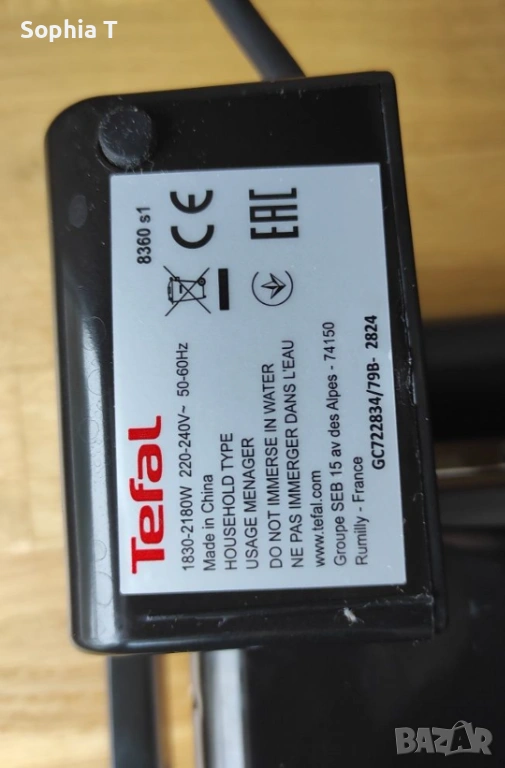 Sophia T
Tefal
8360 s1
1830-2180W 220-240V~ 50-60Hz
Made in China
HOUSEHOLD TYPE
USAGE MENAGER
DO NOT IMMERSE IN WATER
NE PAS IMMERGER DANS L'EAU
www.tefal.com
Groupe SEB 15 av des Alpes - 74150
Rumilly - France
GC722834/79B- 2824
CE
EAC
BAZAR